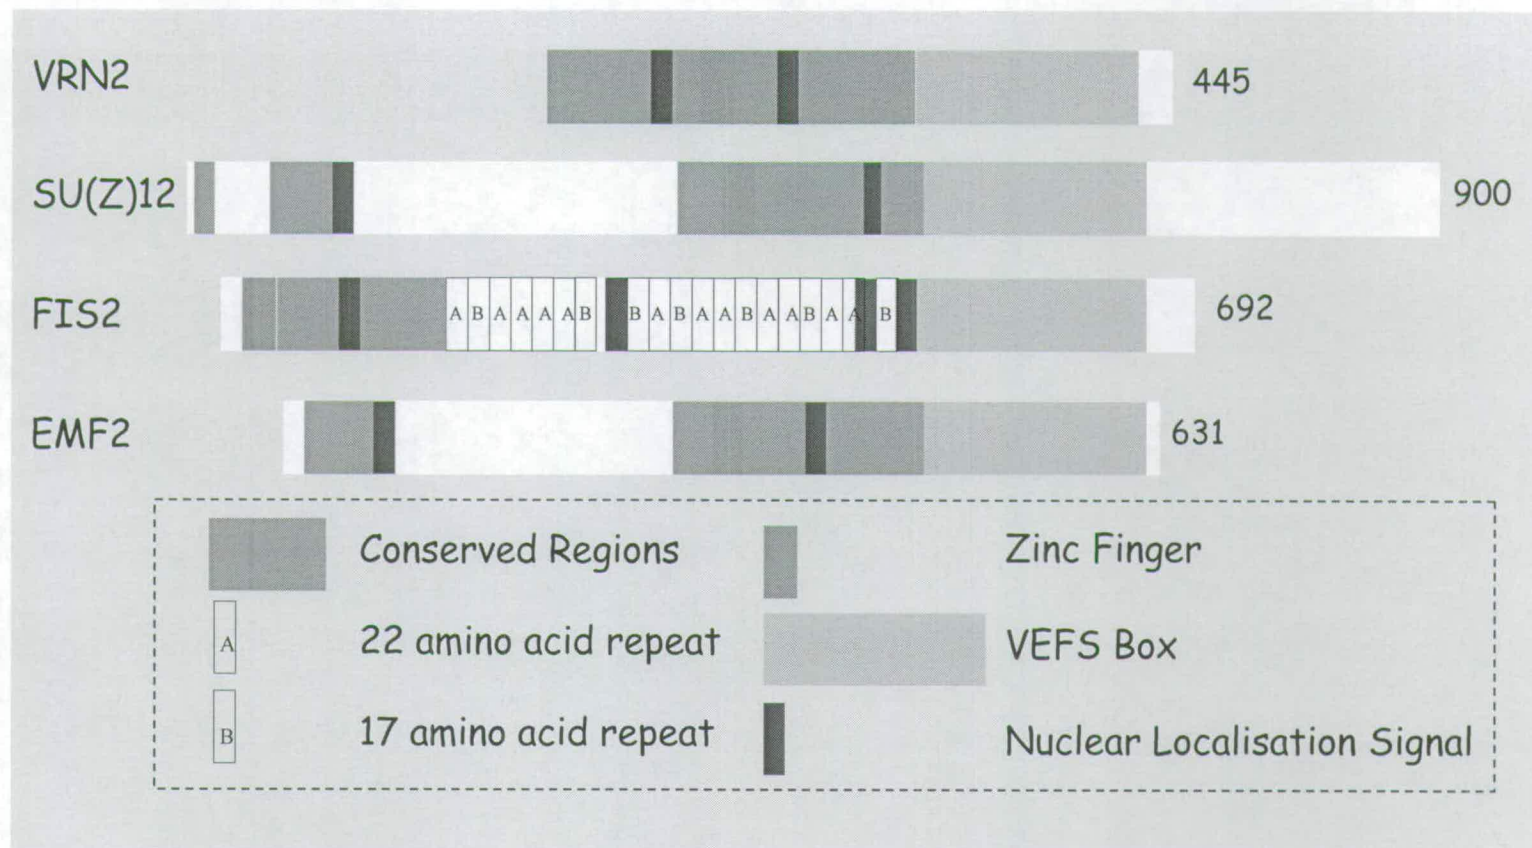 VRN2 445
SU(Z)12 900
FIS2 A B A A A A A B B A B A A B A A B A A B 692
EMF2 631
Conserved Regions Zinc Finger
A 22 amino acid repeat VEFS Box
B 17 amino acid repeat Nuclear Localisation Signal